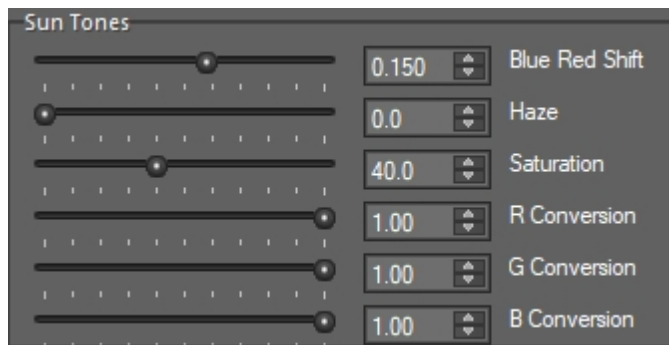 Sun Tones
0.150 Blue Red Shift
0.0 Haze
40.0 Saturation
1.00 R Conversion
1.00 G Conversion
1.00 B Conversion